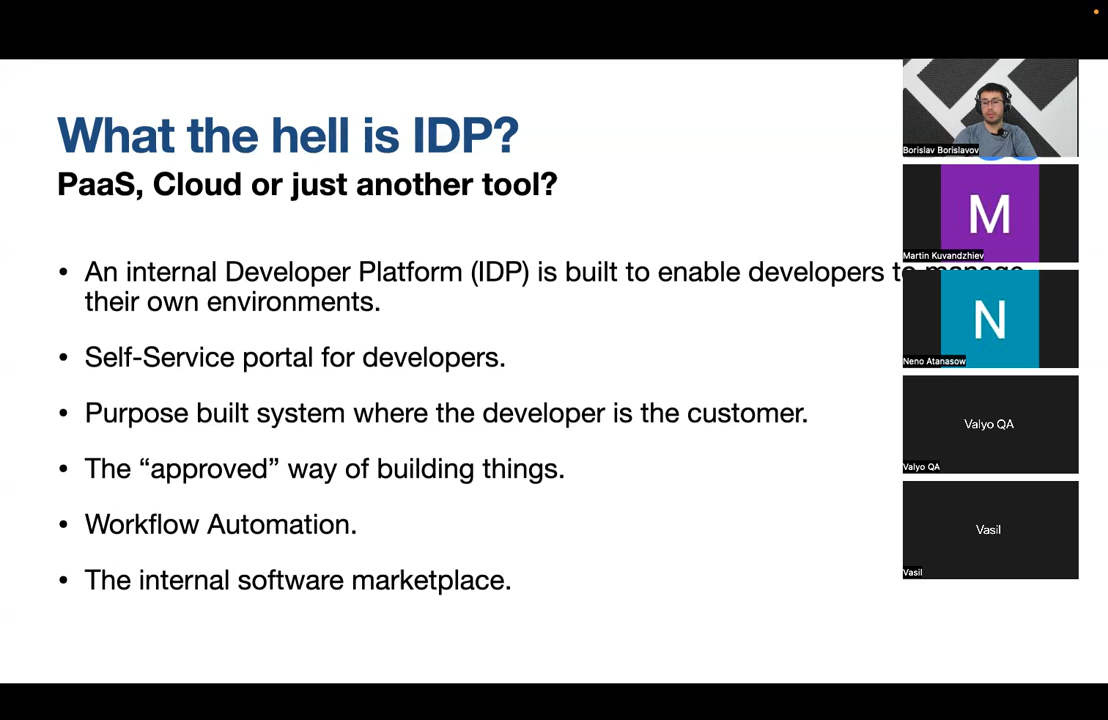 What the hell is IDP?
PaaS, Cloud or just another tool?
• An internal Developer Platform (IDP) is built to enable developers to manage
their own environments.
• Self-Service portal for developers.
• Purpose built system where the developer is the customer.
• The “approved” way of building things.
• Workflow Automation.
• The internal software marketplace.
Borislav Borislavov
M
Martin Kuvandzhiev
N
Neno Atanasow
Valyo QA
Valyo QA
Vasil
Vasil